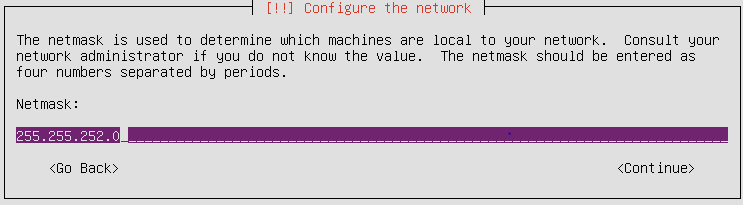 [!!] Configure the network
The netmask is used to determine which machines are local to your network.  Consult your
network administrator if you do not know the value.  The netmask should be entered as
four numbers separated by periods.
Netmask:
255.255.252.0
<Go Back> <Continue>